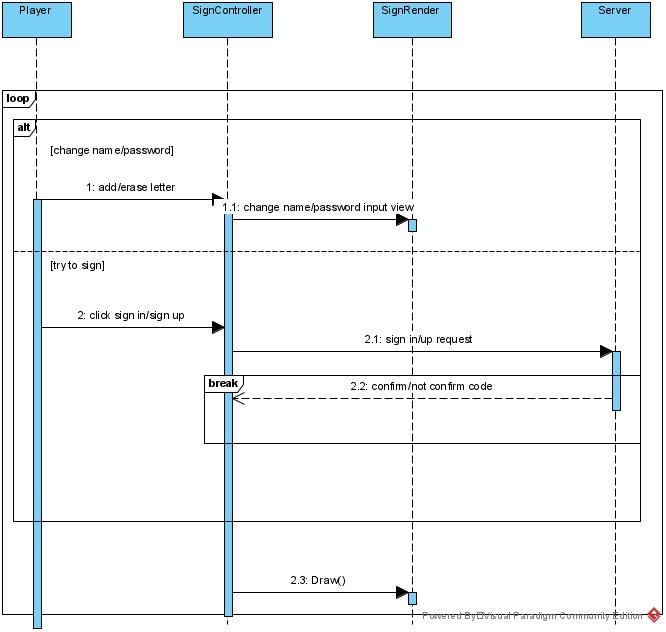 Player SignController SignRender Server
loop
alt
[change name/password]
1: add/erase letter
1.1: change name/password input view
[try to sign]
2: click sign in/sign up
2.1: sign in/up request
break
2.2: confirm/not confirm code
2.3: Draw()
Powered By Visual Paradigm Community Edition